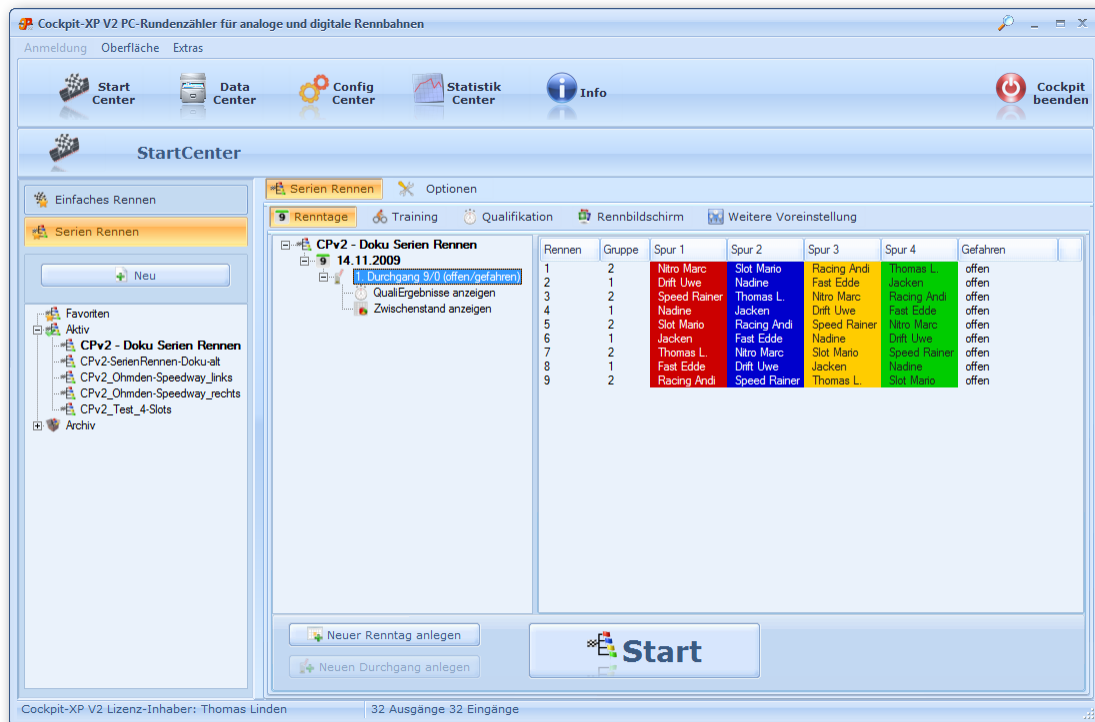 Cockpit-XP V2 PC-Rundenzähler für analoge und digitale Rennbahnen
Anmeldung Oberfläche Extras
Start Center
Data Center
Config Center
Statistik Center
Info
Cockpit beenden
StartCenter
Einfaches Rennen
Serien Rennen
Neu
Favoriten
Aktiv
CPv2 - Doku Serien Rennen
CPv2-SerienRennen-Doku-alt
CPv2_Ohmden-Speedway_links
CPv2_Ohmden-Speedway_rechts
CPv2_Test_4-Slots
Archiv
Serien Rennen Optionen
9 Renntage Training Qualifikation Rennbildschirm Weitere Voreinstellung
CPv2 - Doku Serien Rennen
9 14.11.2009
1. Durchgang 9/0 (offen/gefahren)
QualiErgebnisse anzeigen
Zwischenstand anzeigen
Rennen Gruppe Spur 1 Spur 2 Spur 3 Spur 4 Gefahren
1 2 Nitro Marc Slot Mario Racing Andi Thomas L. offen
2 1 Drift Uwe Nadine Fast Edde Jacken offen
3 2 Speed Rainer Thomas L. Nitro Marc Racing Andi offen
4 1 Nadine Jacken Drift Uwe Fast Edde offen
5 2 Slot Mario Racing Andi Speed Rainer Nitro Marc offen
6 1 Jacken Fast Edde Nadine Drift Uwe offen
7 2 Thomas L. Nitro Marc Slot Mario Speed Rainer offen
8 1 Fast Edde Drift Uwe Jacken Nadine offen
9 2 Racing Andi Speed Rainer Thomas L. Slot Mario offen
Neuer Renntag anlegen
Neuen Durchgang anlegen
Start
Cockpit-XP V2 Lizenz-Inhaber: Thomas Linden 32 Ausgänge 32 Eingänge